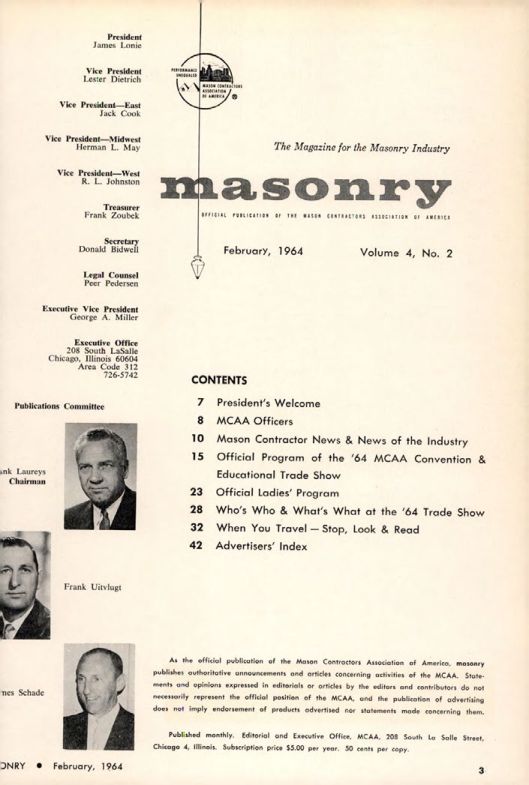 President
James Lonie
Vice President
Lester Dietrich
Vice President—East
Jack Cook
Vice President—Midwest
Herman L. May
Vice President—West
R. L. Johnston
Treasurer
Frank Zoubek
Secretary
Donald Bidwell
Legal Counsel
Peer Pedersen
Executive Vice President
George A. Miller
Executive Office
208 South LaSalle
Chicago, Illinois 60604
Area Code 312
726-5742
Publications Committee
ank Laureys
Chairman
Frank Uitvlugt
nes Schade
PERFORMANCE
UNEQUALED
MASON CONTRACTORS
ASSOCIATION
OF AMERICA
®
The Magazine for the Masonry Industry
masonry
OFFICIAL PUBLICATION OF THE MASON CONTRACTORS ASSOCIATION OF AMERICA
February, 1964 Volume 4, No. 2
CONTENTS
7 President's Welcome
8 MCAA Officers
10 Mason Contractor News & News of the Industry
15 Official Program of the '64 MCAA Convention &
Educational Trade Show
23 Official Ladies' Program
28 Who's Who & What's What at the '64 Trade Show
32 When You Travel — Stop, Look & Read
42 Advertisers' Index
As the official publication of the Mason Contractors Association of America, masonry
publishes authoritative announcements and articles concerning activities of the MCAA. State-
ments and opinions expressed in editorials or articles by the editors and contributors do not
necessarily represent the official position of the MCAA, and the publication of advertising
does not imply endorsement of products advertised nor statements made concerning them.
Published monthly. Editorial and Executive Office, MCAA, 208 South La Salle Street,
Chicago 4, Illinois. Subscription price $5.00 per year. 50 cents per copy.
ONRY • February, 1964
3